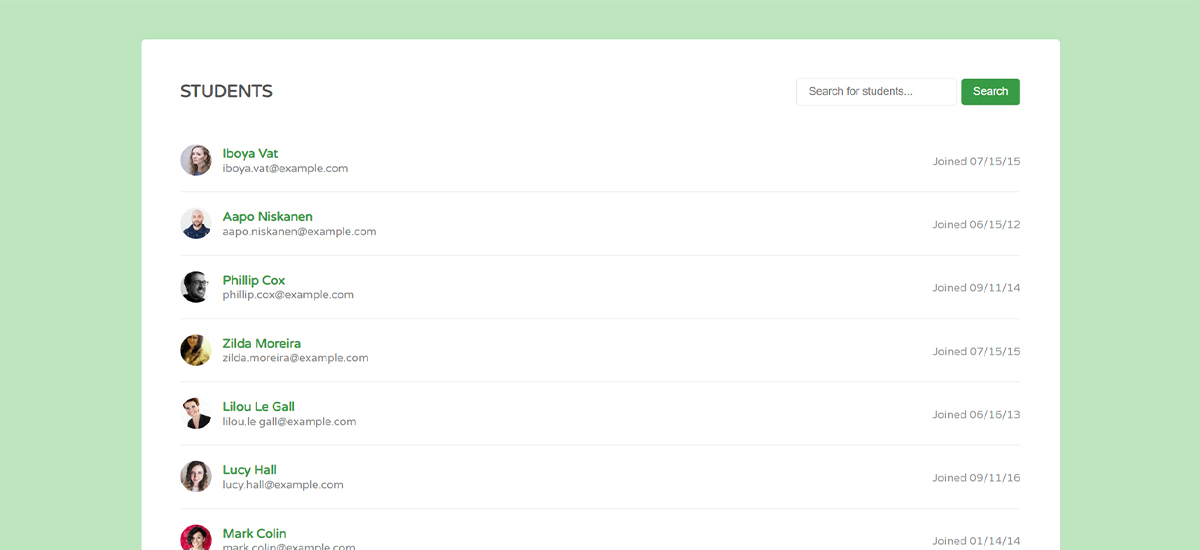 STUDENTS
Search for students...
Search
Iboya Vat
iboya.vat@example.com
Joined 07/15/15
Aapo Niskanen
aapo.niskanen@example.com
Joined 06/15/12
Phillip Cox
phillip.cox@example.com
Joined 09/11/14
Zilda Moreira
zilda.moreira@example.com
Joined 07/15/15
Lilou Le Gall
lilou.le gall@example.com
Joined 06/15/13
Lucy Hall
lucy.hall@example.com
Joined 09/11/16
Mark Colin
mark.colin@example.com
Joined 01/14/14